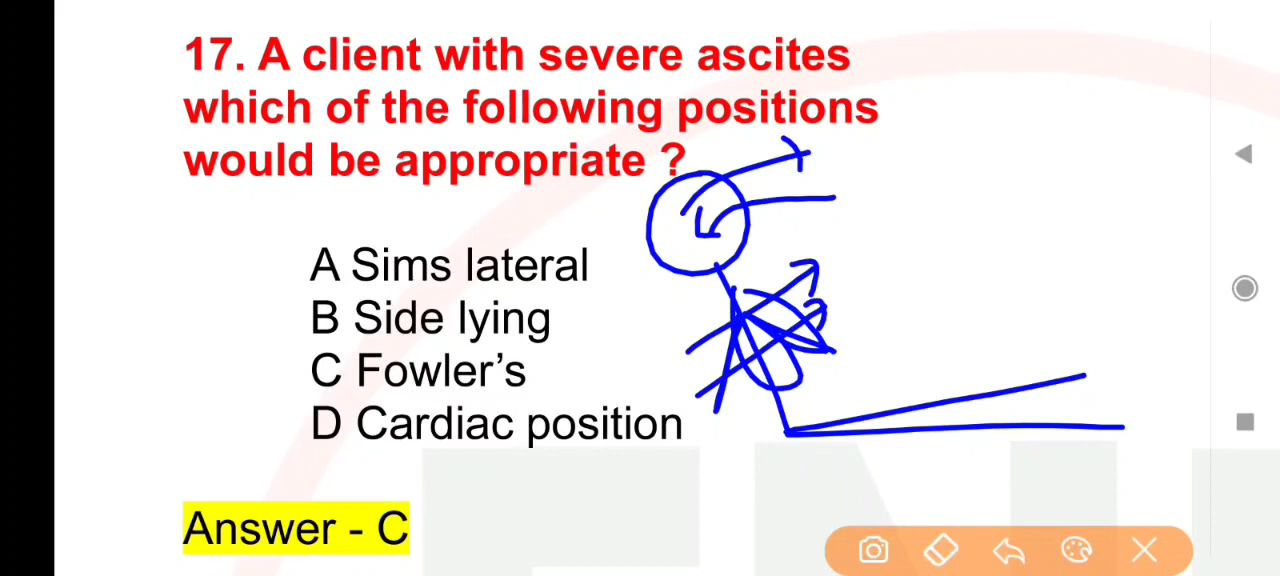 17. A client with severe ascites
which of the following positions
would be appropriate ?
A Sims lateral
B Side lying
C Fowler’s
D Cardiac position
Answer - C